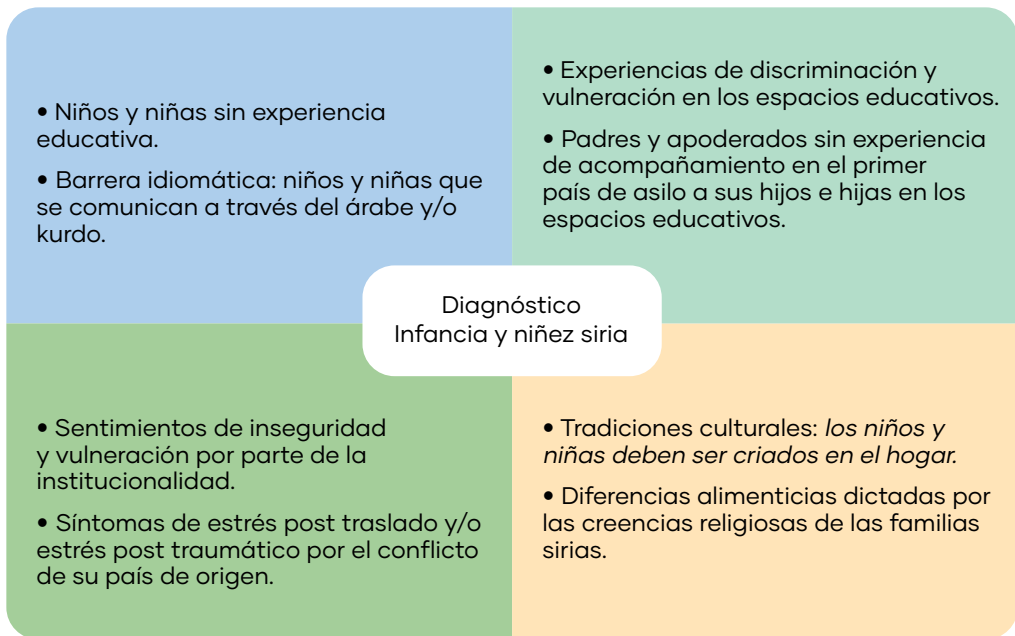 • Niños y niñas sin experiencia
educativa.
• Barrera idiomática: niños y niñas que
se comunican a través del árabe y/o
kurdo.
• Experiencias de discriminación y
vulneración en los espacios educativos.
• Padres y apoderados sin experiencia
de acompañamiento en el primer
país de asilo a sus hijos e hijas en los
espacios educativos.
Diagnóstico
Infancia y niñez siria
• Sentimientos de inseguridad
y vulneración por parte de la
institucionalidad.
• Síntomas de estrés post traslado y/o
estrés post traumático por el conflicto
de su país de origen.
• Tradiciones culturales: los niños y
niñas deben ser criados en el hogar.
• Diferencias alimenticias dictadas por
las creencias religiosas de las familias
sirias.